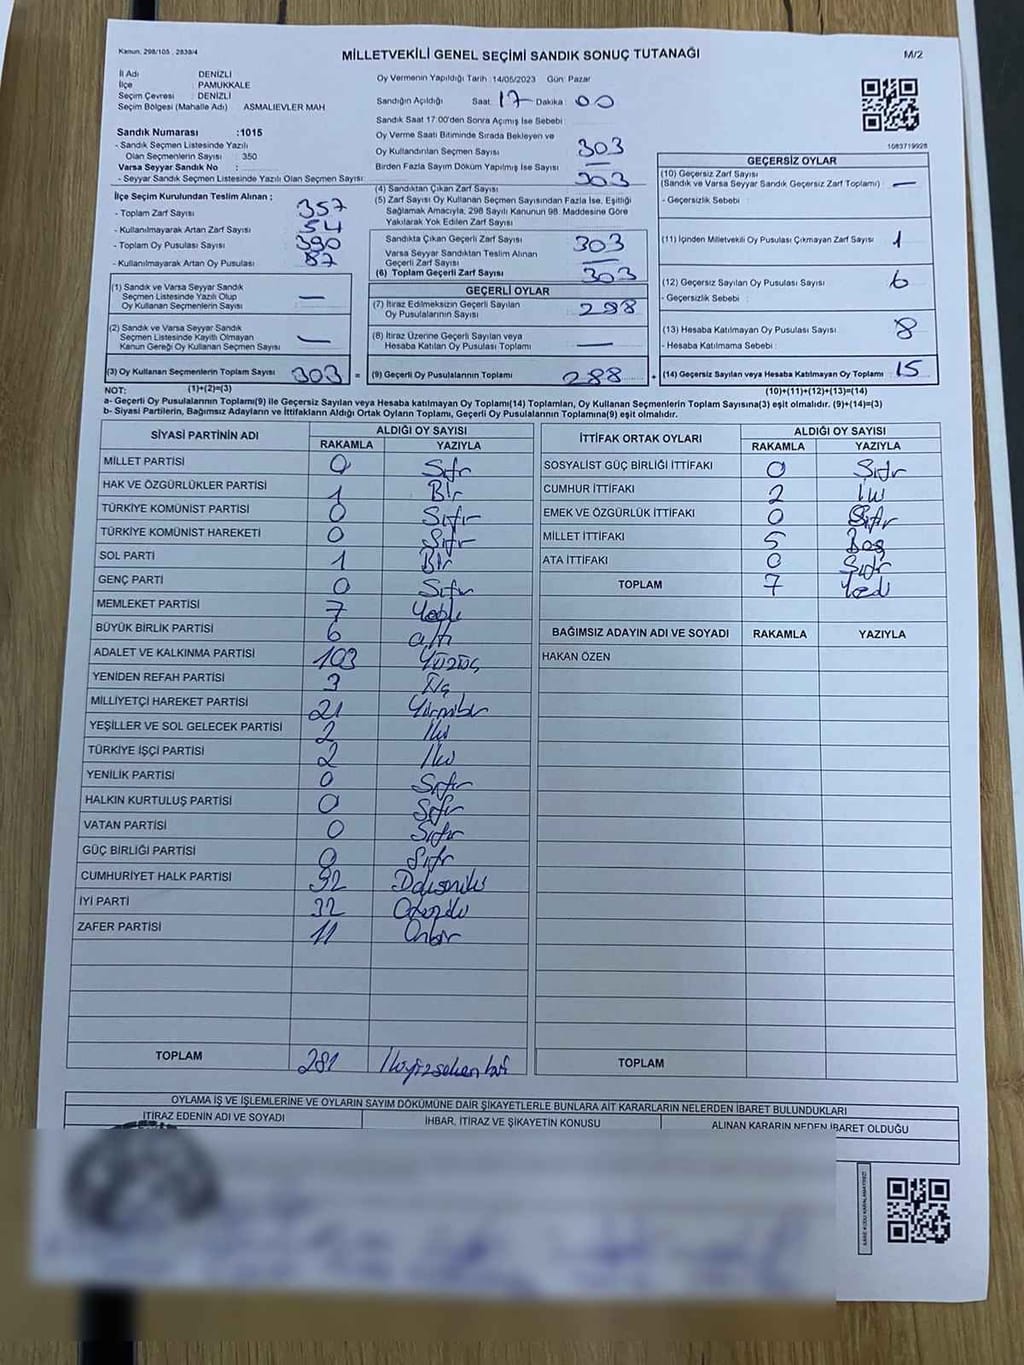 Kanun: 298/105 , 2839/4
MİLLETVEKİLİ GENEL SEÇİMİ SANDIK SONUÇ TUTANAĞI
M/2
İl Adı DENİZLİ
İlçe : PAMUKKALE
Seçim Çevresi : DENİZLİ
Seçim Bölgesi (Mahalle Adı) ASMALIEVLER MAH
Sandık Numarası :1015
- Sandık Seçmen Listesinde Yazılı
Olan Seçmenlerin Sayısı : 350
Varsa Seyyar Sandık No :
- Seyyar Sandık Seçmen Listesinde Yazılı Olan Seçmen Sayısı:
İlçe Seçim Kurulundan Teslim Alınan :
- Toplam Zarf Sayısı 357
- Kullanılmayarak Artan Zarf Sayısı 54
- Toplam Oy Pusulası Sayısı 390
- Kullanılmayarak Artan Oy Pusulası 87
(1) Sandık ve Varsa Seyyar Sandık
Seçmen Listesinde Yazılı Olup
Oy Kullanan Seçmenlerin Sayısı —
(2) Sandık ve Varsa Seyyar Sandık
Seçmen Listesinde Kayıtlı Olmayan
Kanun Gereği Oy Kullanan Seçmen Sayısı —
(3) Oy Kullanan Seçmenlerin Toplam Sayısı 303 =
Oy Vermenin Yapıldığı Tarih : 14/05/2023 Gün: Pazar
Sandığın Açıldığı Saat: 17 Dakika : 00
Sandık Saat 17:00'den Sonra Açımış İse Sebebi :
Oy Verme Saati Bitiminde Sırada Bekleyen ve
Oy Kullandırılan Seçmen Sayısı 303
Birden Fazla Sayım Döküm Yapılmış İse Sayısı —
(4) Sandıktan Çıkan Zarf Sayısı 303
(5) Zarf Sayısı Oy Kullanan Seçmen Sayısından Fazla İse, Eşitliği
Sağlamak Amacıyla, 298 Sayılı Kanunun 98. Maddesine Göre
Yakılarak Yok Edilen Zarf Sayısı
Sandıkta Çıkan Geçerli Zarf Sayısı 303
Varsa Seyyar Sandıktan Teslim Alınan
Geçerli Zarf Sayısı —
(6) Toplam Geçerli Zarf Sayısı 303
GEÇERLİ OYLAR
(7) İtiraz Edilmeksizin Geçerli Sayılan
Oy Pusulalarının Sayısı: 288
(8) İtiraz Üzerine Geçerli Sayılan veya
Hesaba Katılan Oy Pusulası Toplamı —
(9) Geçerli Oy Pusulalarının Toplamı 288 +
1083719928
GEÇERSİZ OYLAR
(10) Geçersiz Zarf Sayısı
(Sandık ve Varsa Seyyar Sandık Geçersiz Zarf Toplamı) : —
- Geçersizlik Sebebi :
(11) İçinden Milletvekili Oy Pusulası Çıkmayan Zarf Sayısı 1
(12) Geçersiz Sayılan Oy Pusulası Sayısı 6
- Geçersizlik Sebebi :
(13) Hesaba Katılmayan Oy Pusulası Sayısı 8
- Hesaba Katılmama Sebebi :
(14) Geçersiz Sayılan veya Hesaba Katılmayan Oy Toplamı 15
NOT: (1)+(2)=(3)
(10)+(11)+(12)+(13)=(14)
a- Geçerli Oy Pusulalarının Toplamı(9) ile Geçersiz Sayılan veya Hesaba katılmayan Oy Toplamı(14) Toplamları, Oy Kullanan Seçmenlerin Toplam Sayısına(3) eşit olmalıdır. (9)+(14)=(3)
b- Siyasi Partilerin, Bağımsız Adayların ve İttifakların Aldığı Ortak Oyların Toplamı, Geçerli Oy Pusulalarının Toplamına(9) eşit olmalıdır.
SİYASİ PARTİNİN ADI
ALDIĞI OY SAYISI
RAKAMLA YAZIYLA
MİLLET PARTİSİ 0 Sıfır
HAK VE ÖZGÜRLÜKLER PARTİSİ 1 Bir
TÜRKİYE KOMÜNİST PARTİSİ 0 Sıfır
TÜRKİYE KOMÜNİST HAREKETİ 0 Sıfır
SOL PARTİ 1 Bir
GENÇ PARTİ 0 Sıfır
MEMLEKET PARTİSİ 7 Yedi
BÜYÜK BİRLİK PARTİSİ 6 altı
ADALET VE KALKINMA PARTİSİ 103 Yüzüç
YENİDEN REFAH PARTİSİ 3 Üç
MİLLİYETÇİ HAREKET PARTİSİ 21 Yirmibir
YEŞİLLER VE SOL GELECEK PARTİSİ 2 İki
TÜRKİYE İŞÇİ PARTİSİ 2 İki
YENİLİK PARTİSİ 0 Sıfır
HALKIN KURTULUŞ PARTİSİ 0 Sıfır
VATAN PARTİSİ 0 Sıfır
GÜÇ BİRLİĞİ PARTİSİ 0 Sıfır
CUMHURİYET HALK PARTİSİ 92 Doksaniki
İYİ PARTİ 32 Otuziki
ZAFER PARTİSİ 11 Onbir
TOPLAM 281 İkiyüzseksenbir
İTTİFAK ORTAK OYLARI
ALDIĞI OY SAYISI
RAKAMLA YAZIYLA
SOSYALİST GÜÇ BİRLİĞİ İTTİFAKI 0 Sıfır
CUMHUR İTTİFAKI 2 İki
EMEK VE ÖZGÜRLÜK İTTİFAKI 0 Sıfır
MİLLET İTTİFAKI 5 Beş
ATA İTTİFAKI 0 Sıfır
TOPLAM 7 Yedi
BAĞIMSIZ ADAYIN ADI VE SOYADI RAKAMLA YAZIYLA
HAKAN ÖZEN
TOPLAM
OYLAMA İŞ VE İŞLEMLERİNE VE OYLARIN SAYIM DÖKÜMÜNE DAİR ŞİKAYETLERLE BUNLARA AİT KARARLARIN NELERDEN İBARET BULUNDUKLARI
İTİRAZ EDENİN ADI VE SOYADI
İHBAR, İTİRAZ VE ŞİKAYETİN KONUSU
ALINAN KARARIN NEDEN İBARET OLDUĞU